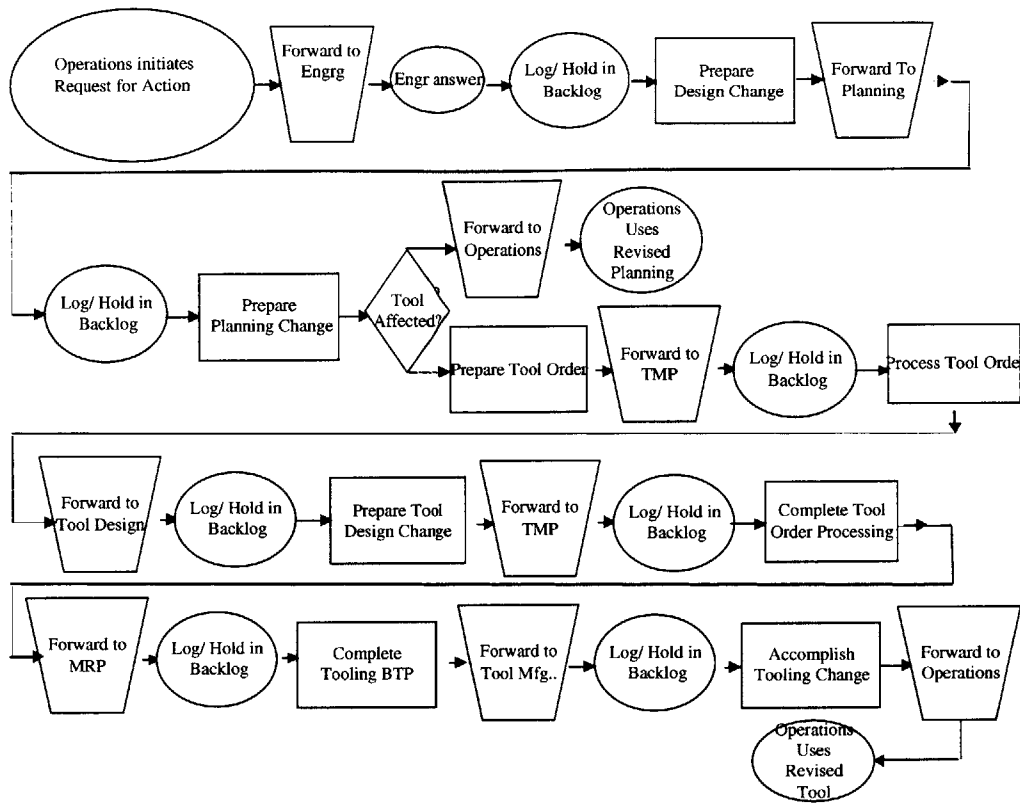 Operations initiates
Request for Action
Forward to
Engrg
Engr answer
Log/ Hold in
Backlog
Prepare
Design Change
Forward To
Planning
Log/ Hold in
Backlog
Prepare
Planning Change
Tool
Affected?
Forward to
Operations
Operations
Uses
Revised
Planning
Prepare Tool Order
Forward to
TMP
Log/ Hold in
Backlog
Process Tool Order
Forward to
Tool Design
Log/ Hold in
Backlog
Prepare Tool
Design Change
Forward to
TMP
Log/ Hold in
Backlog
Complete Tool
Order Processing
Forward to
MRP
Log/ Hold in
Backlog
Complete
Tooling BTP
Forward to
Tool Mfg..
Log/ Hold in
Backlog
Accomplish
Tooling Change
Forward to
Operations
Operations
Uses
Revised
Tool